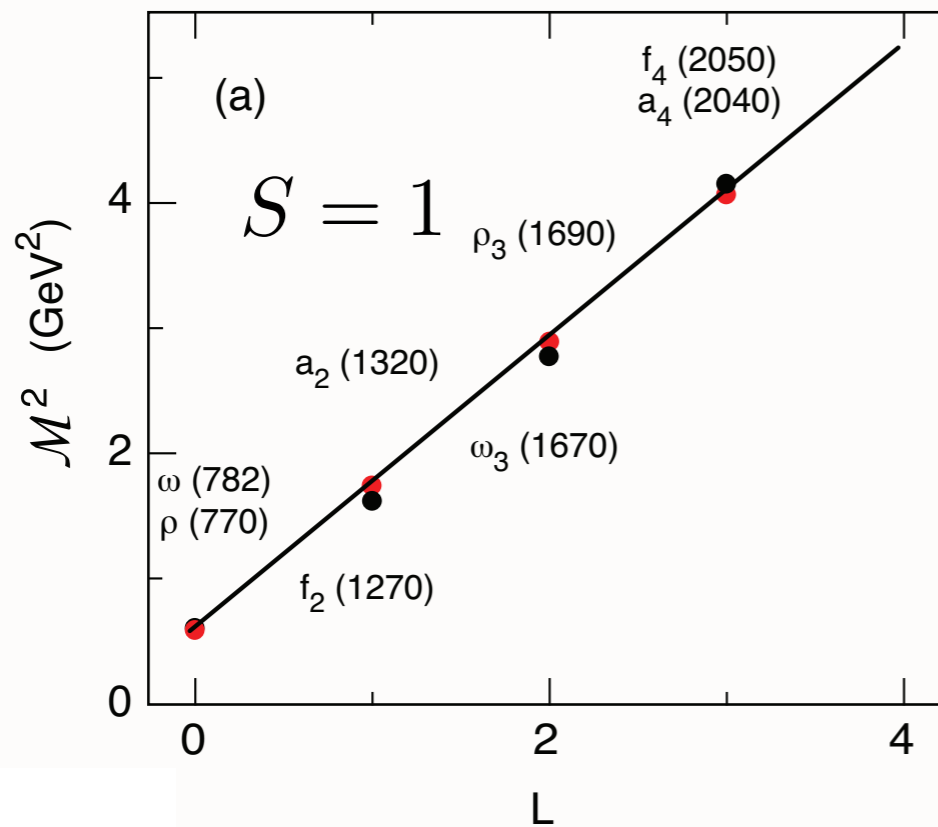 f₄ (2050)
(a)
a₄ (2040)
4
S = 1
ρ₃ (1690)
ℳ² (GeV²)
a₂ (1320)
2
ω₃ (1670)
ω (782)
ρ (770)
f₂ (1270)
0
0 2 4
L